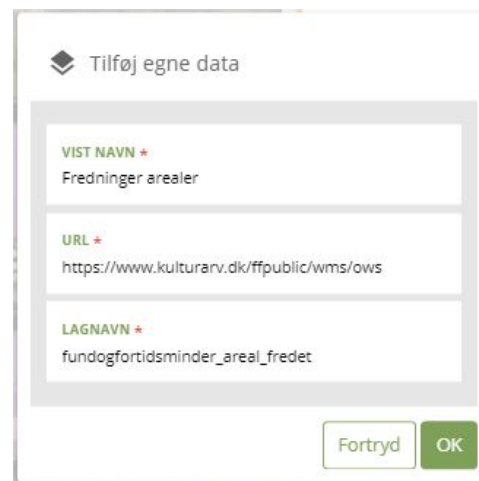 Tilføj egne data
VIST NAVN *
Fredninger arealer
URL *
https://www.kulturarv.dk/ffpublic/wms/ows
LAGNAVN *
fundogfortidsminder_areal_fredet
Fortryd OK